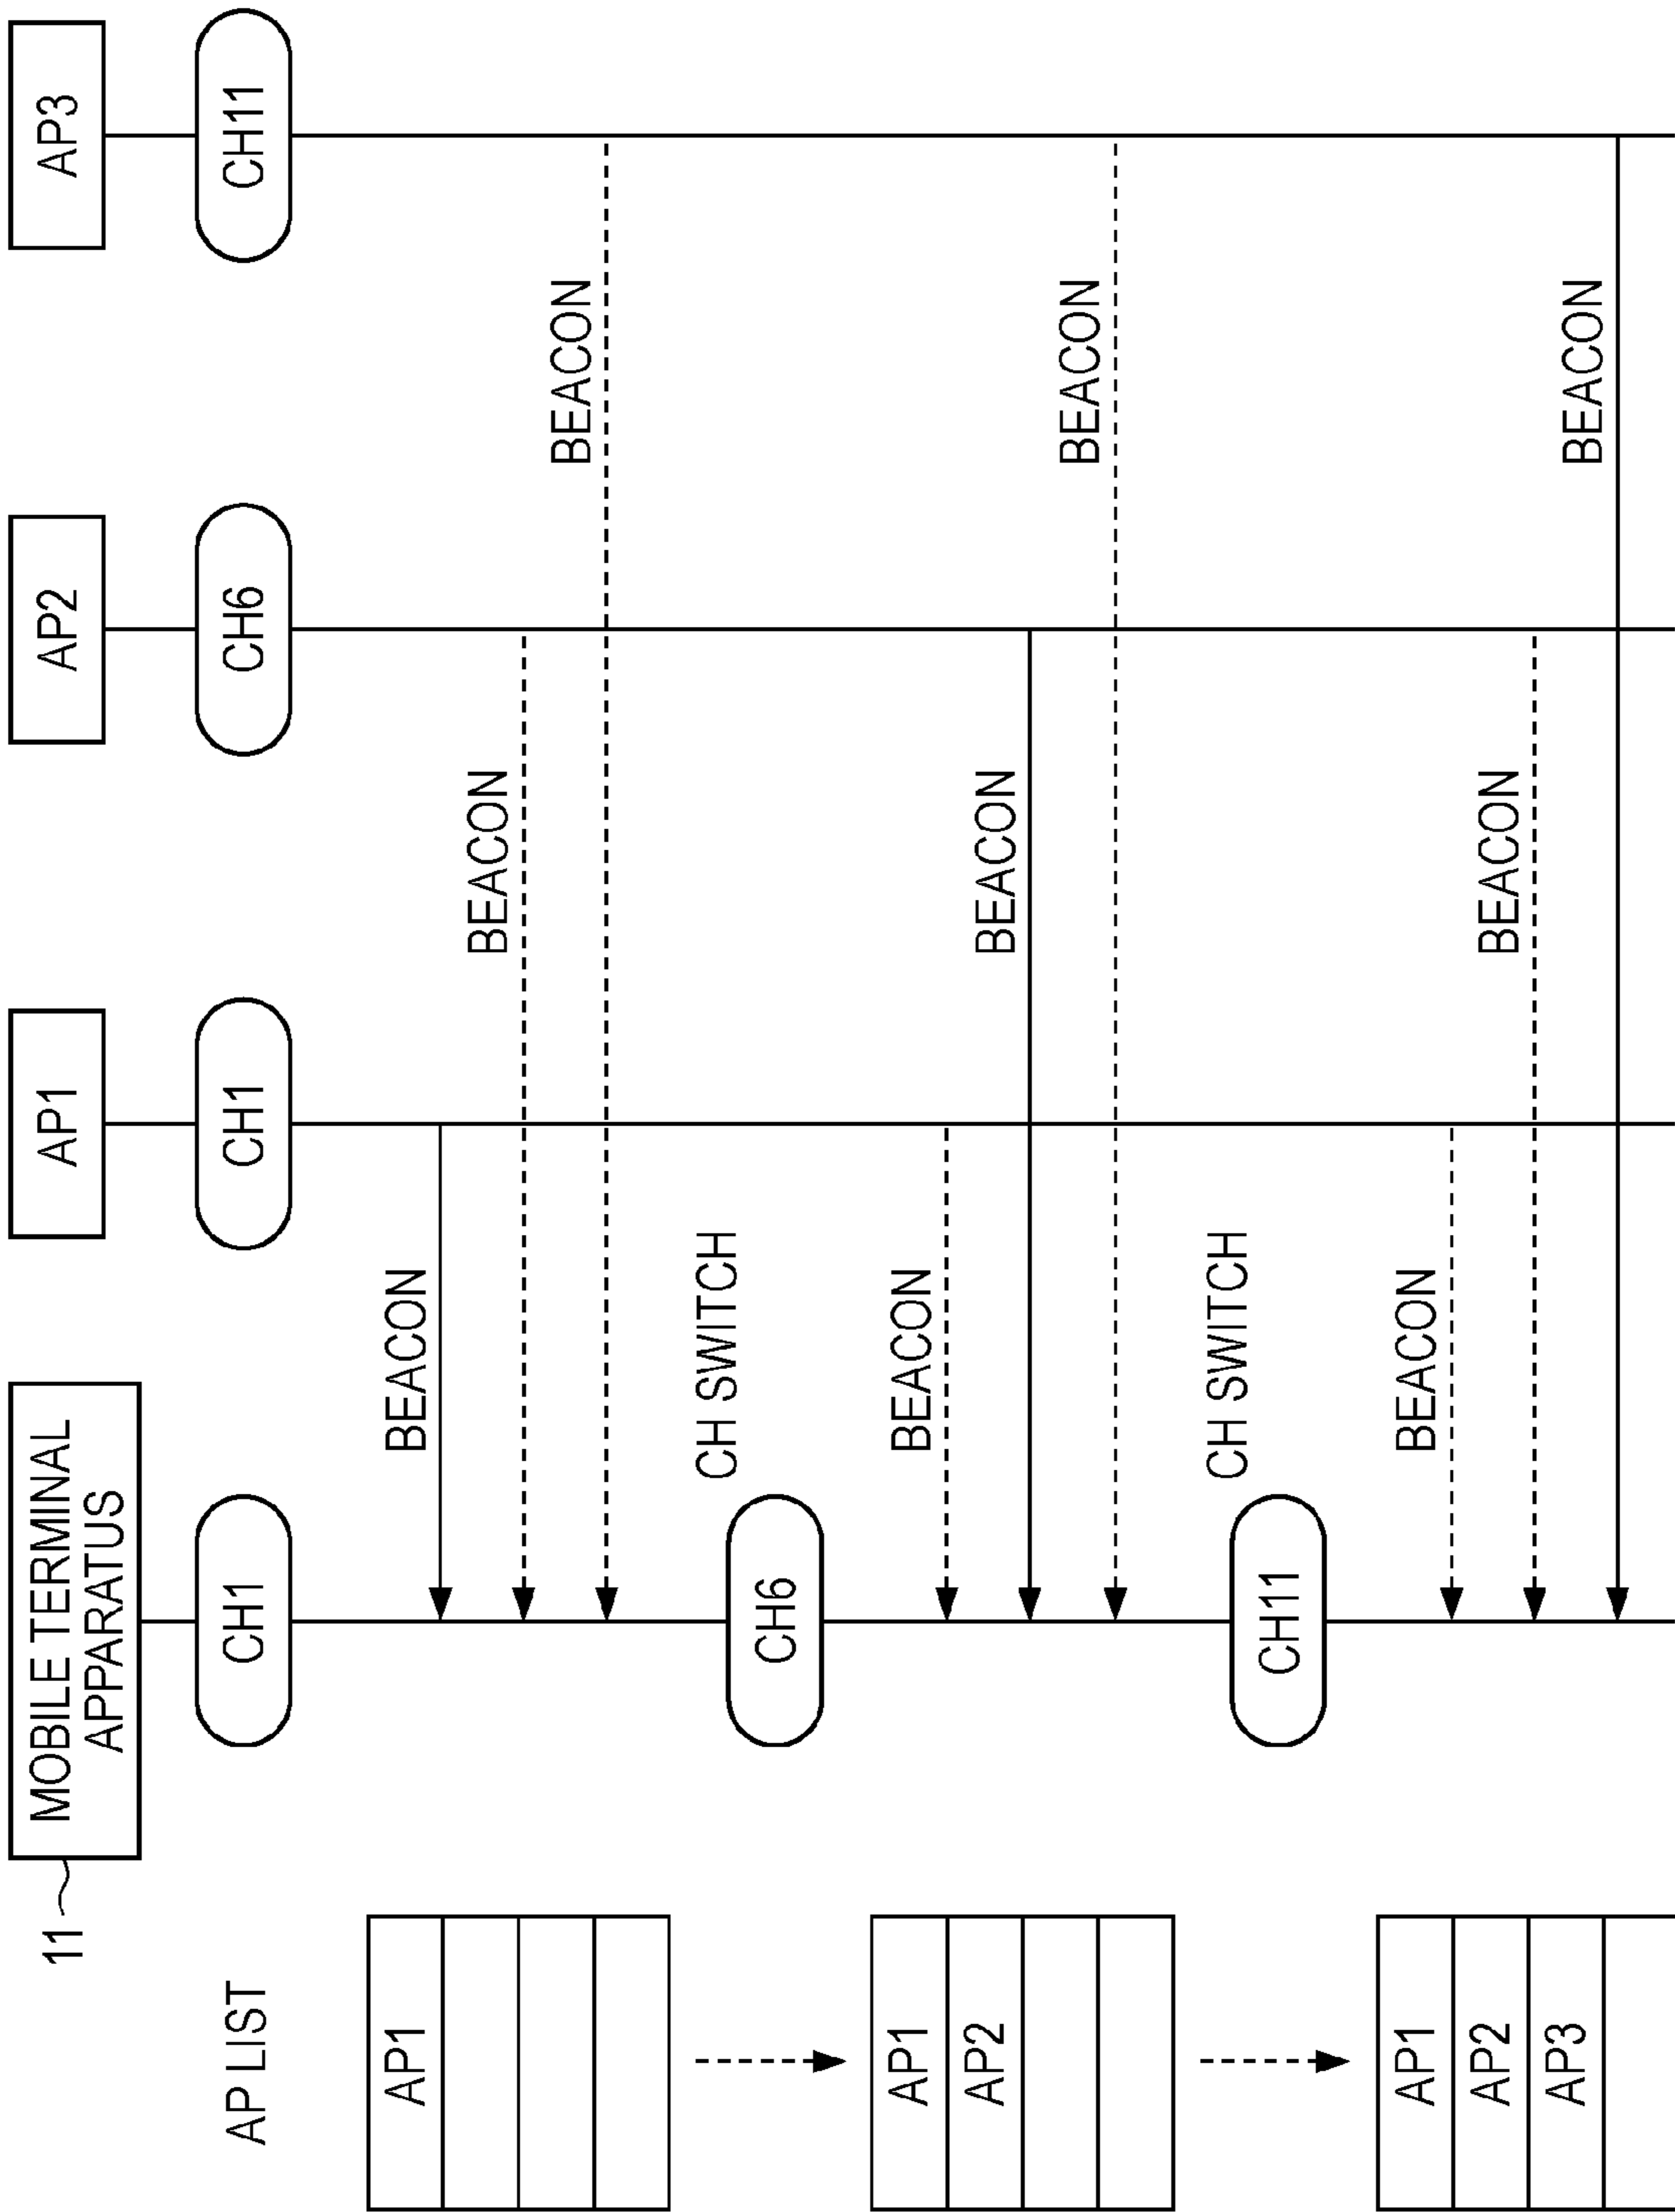 11
MOBILE TERMINAL
APPARATUS
AP1
AP2
AP3
AP LIST
CH1
CH1
CH6
CH11
AP1
BEACON
BEACON
BEACON
CH SWITCH
CH6
AP1
BEACON
AP2
BEACON
BEACON
CH SWITCH
CH11
AP1
BEACON
AP2
BEACON
AP3
BEACON